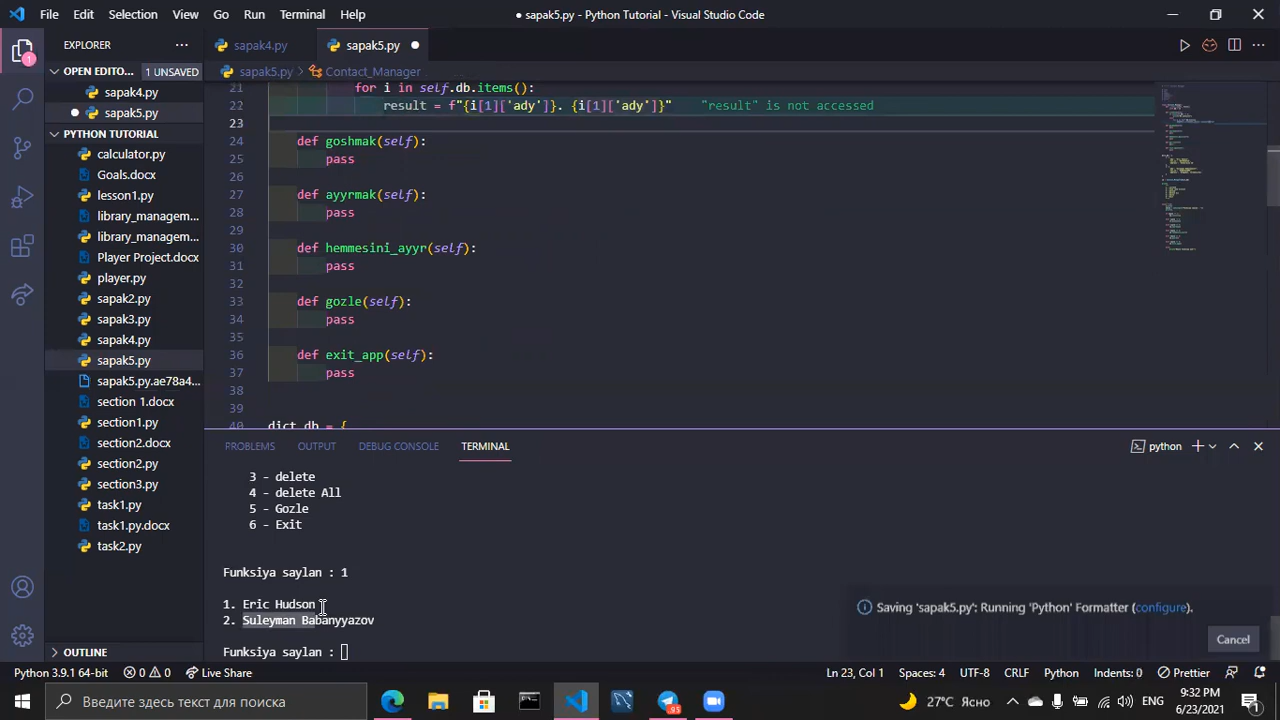 File Edit Selection View Go Run Terminal Help
● sapak5.py - Python Tutorial - Visual Studio Code
EXPLORER
OPEN EDITO... 1 UNSAVED
sapak4.py
sapak5.py
PYTHON TUTORIAL
calculator.py
Goals.docx
lesson1.py
library_managem...
library_managem...
Player Project.docx
player.py
sapak2.py
sapak3.py
sapak4.py
sapak5.py
sapak5.py.ae78a4...
section 1.docx
section1.py
section2.docx
section2.py
section3.py
task1.py
task1.py.docx
task2.py
OUTLINE
sapak4.py
sapak5.py
sapak5.py > Contact_Manager
21 for i in self.db.items():
22 result = f"{i[1]['ady']}. {i[1]['ady']}" "result" is not accessed
23
24 def goshmak(self):
25 pass
26
27 def ayyrmak(self):
28 pass
29
30 def hemmesini_ayyr(self):
31 pass
32
33 def gozle(self):
34 pass
35
36 def exit_app(self):
37 pass
38
40 dict_db = {
PROBLEMS OUTPUT DEBUG CONSOLE TERMINAL
python
3 - delete
4 - delete All
5 - Gozle
6 - Exit
Funksiya saylan : 1
1. Eric Hudson
2. Suleyman Babanyyazov
Funksiya saylan :
Saving 'sapak5.py': Running 'Python' Formatter (configure).
Cancel
Python 3.9.1 64-bit 0 0 Live Share
Ln 23, Col 1 Spaces: 4 UTF-8 CRLF Python Indents: 0 Prettier
Введите здесь текст для поиска
95
27°C Ясно
ENG
9:32 PM
6/23/2021
1
1